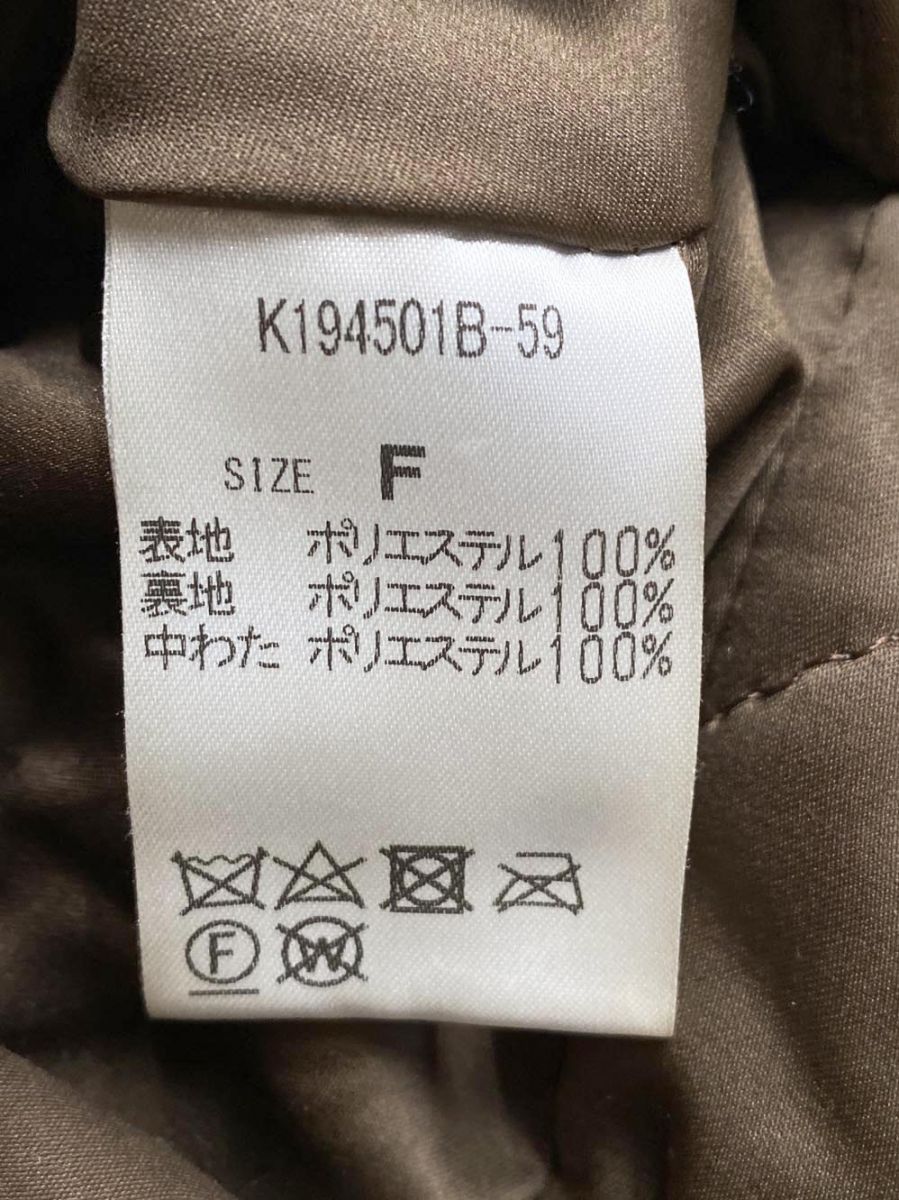 K194501B-59
SIZE F
表地 ポリエステル100%
裏地 ポリエステル100%
中わた ポリエステル100%
F W